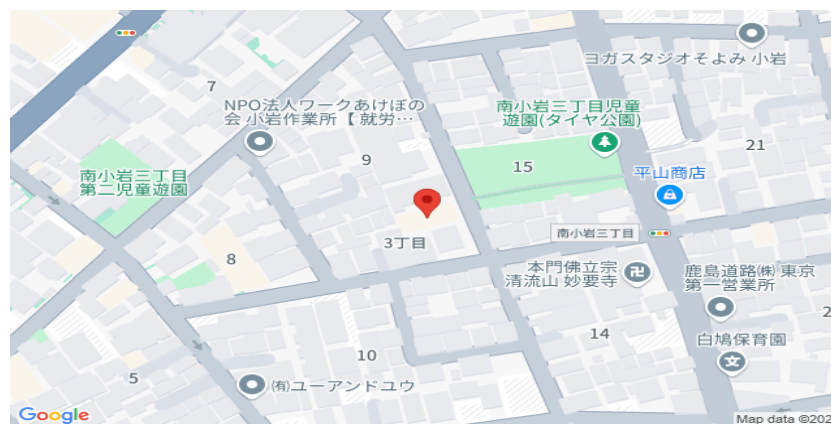 ヨガスタジオそよみ 小岩
7
NPO法人ワークあけぼの
会 小岩作業所【 就労…
南小岩三丁目児童
遊園(タイヤ公園)
21
9
15
平山商店
南小岩三丁目
第二児童遊園
南小岩三丁目
3丁目
8
本門佛立宗
清流山 妙要寺
鹿島道路㈱ 東京
第一営業所
2
14
白鳩保育園
10
5
㈲ユーアンドユウ
Google
Map data ©202